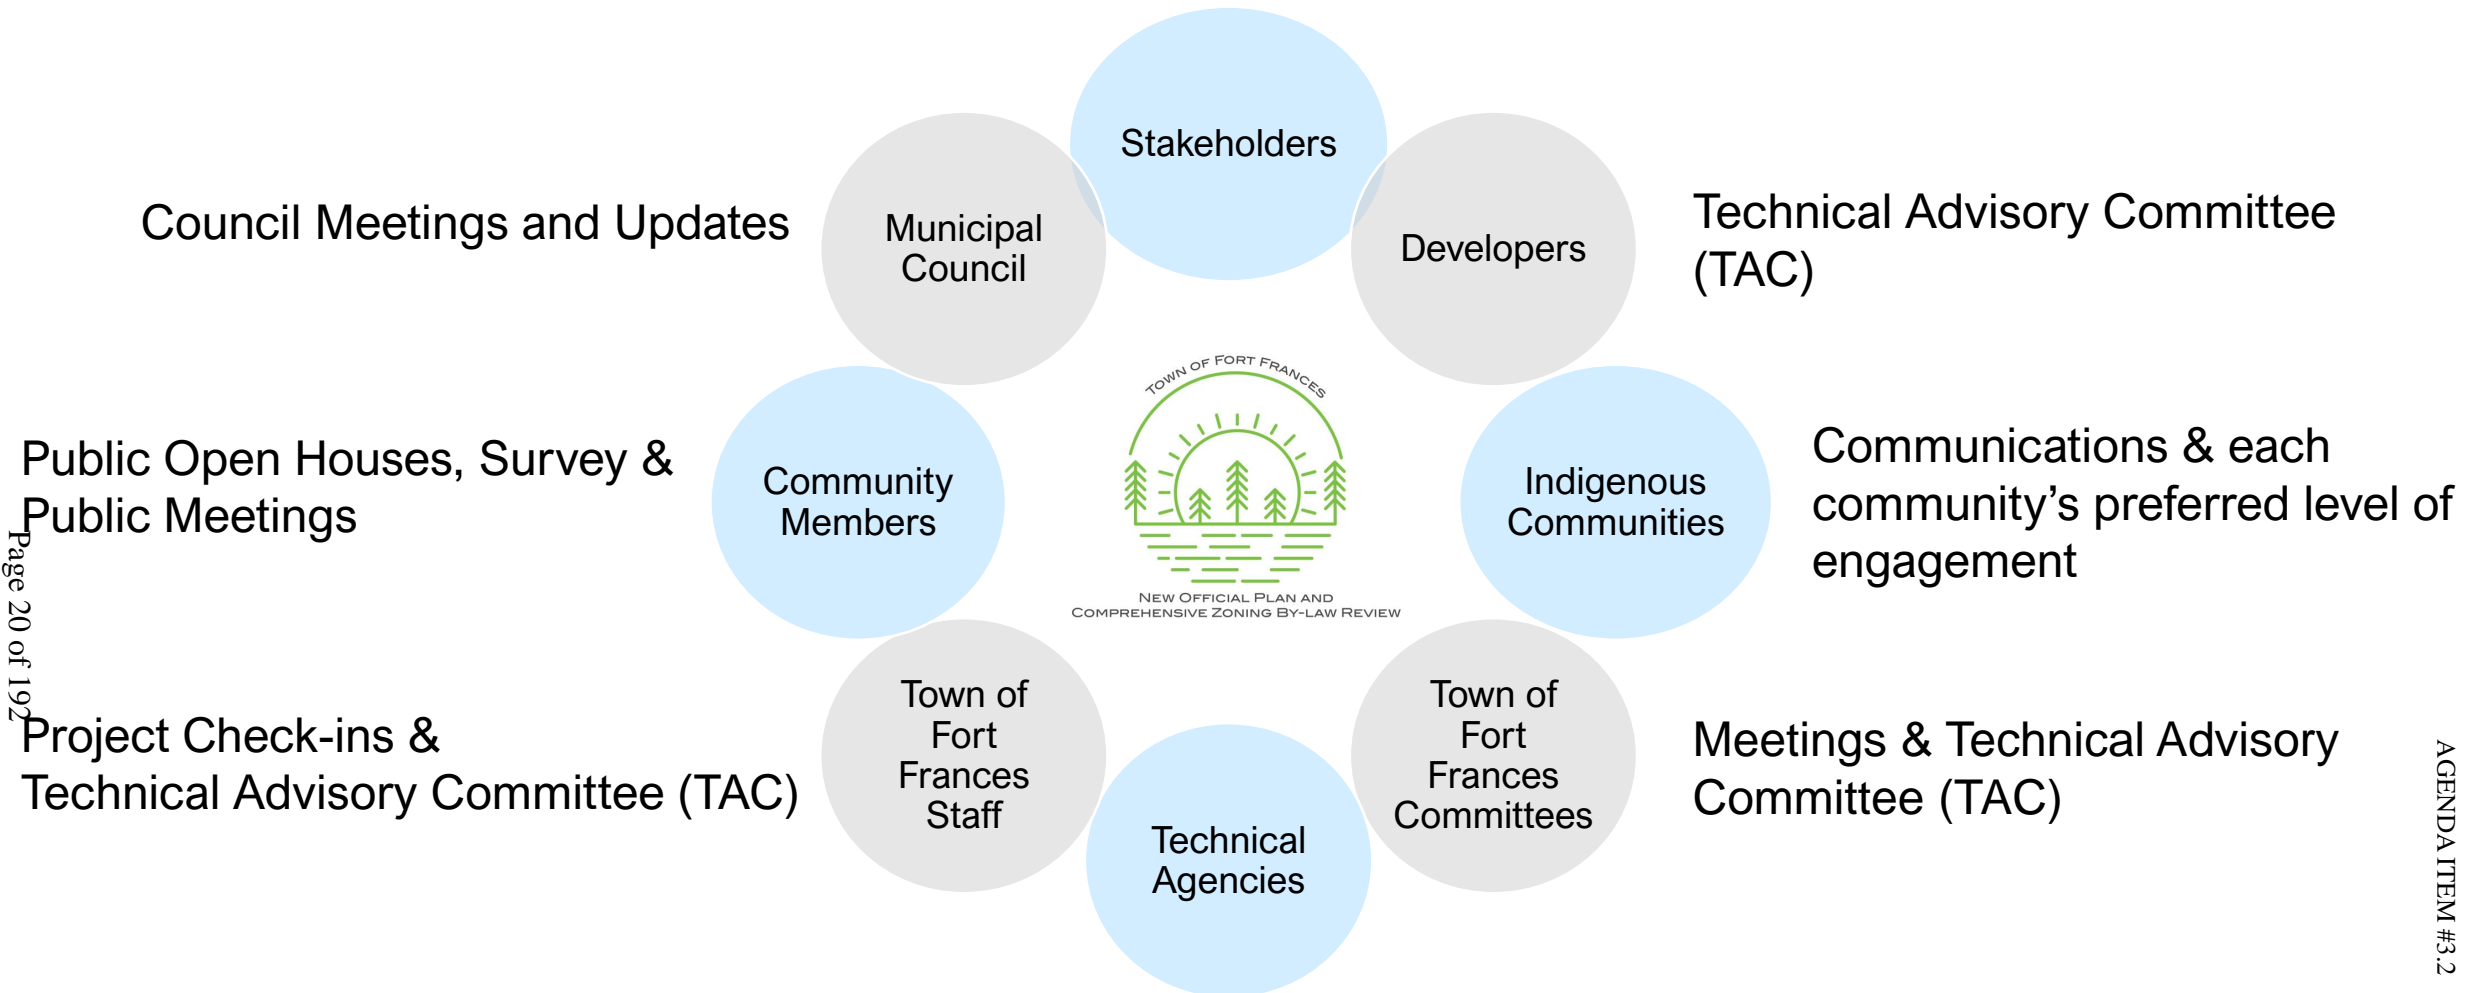 Stakeholders
Council Meetings and Updates
Municipal
Council
Developers
Technical Advisory Committee
(TAC)
TOWN OF FORT FRANCES
NEW OFFICIAL PLAN AND
COMPREHENSIVE ZONING BY-LAW REVIEW
Public Open Houses, Survey &
Public Meetings
Community
Members
Indigenous
Communities
Communications & each
community’s preferred level of
engagement
Project Check-ins &
Technical Advisory Committee (TAC)
Town of
Fort
Frances
Staff
Technical
Agencies
Town of
Fort
Frances
Committees
Meetings & Technical Advisory
Committee (TAC)
Page 20 of 192
AGENDA ITEM #3.2